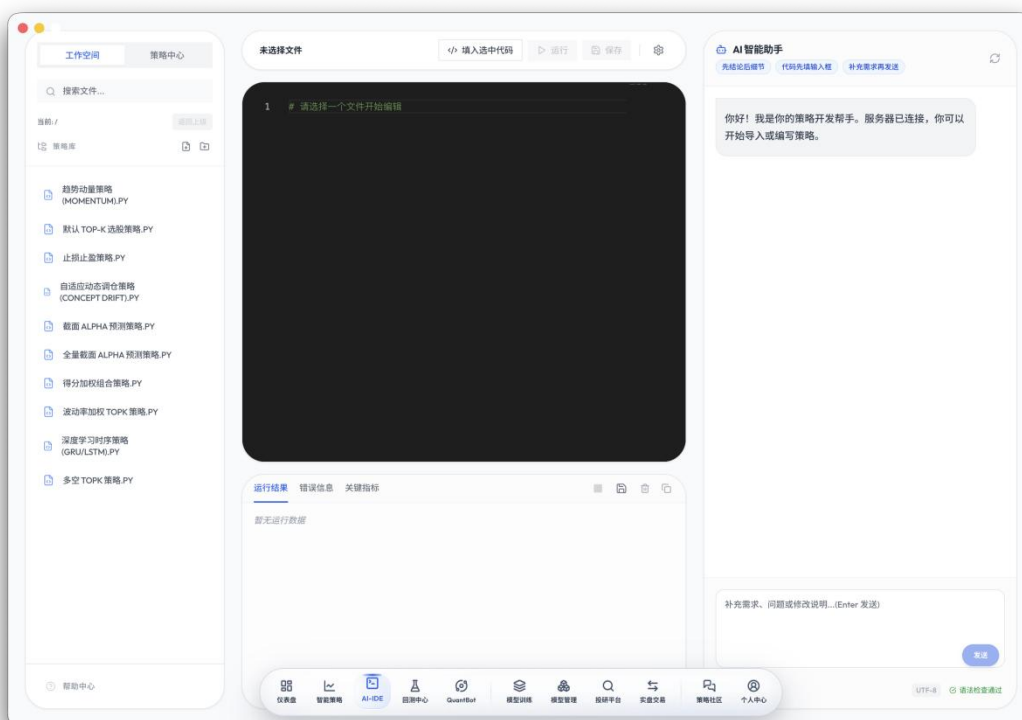 工作空间
策略中心
搜索文件...
当前: /
返回上级
策略库
趋势动量策略
(MOMENTUM).PY
默认 TOP-K 选股策略.PY
止损止盈策略.PY
自适应动态调仓策略
(CONCEPT DRIFT).PY
截面 ALPHA 预测策略.PY
全量截面 ALPHA 预测策略.PY
得分加权组合策略.PY
波动率加权 TOPK 策略.PY
深度学习时序策略
(GRU/LSTM).PY
多空 TOPK 策略.PY
帮助中心
未选择文件
</> 填入选中代码
运行
保存
1 # 请选择一个文件开始编辑
运行结果 错误信息 关键指标
暂无运行数据
AI 智能助手
先结论后细节 代码先填输入框 补充需求再发送
你好！我是你的策略开发帮手。服务器已连接，你可以
开始导入或编写策略。
补充需求、问题或修改说明...(Enter 发送)
发送
UTF-8 语法检查通过
仪表盘 智能策略 AI-IDE 回测中心 QuantBot 模型训练 模型管理 投研平台 实盘交易 策略社区 个人中心